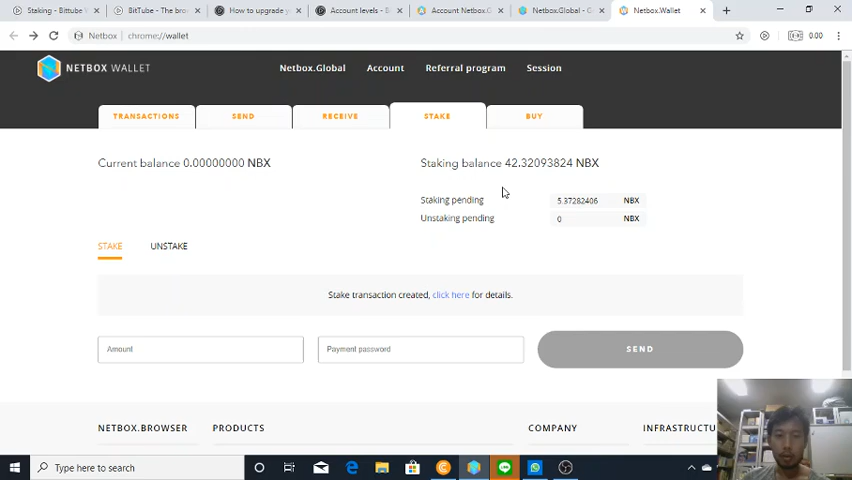 Staking - Bittube
BitTube - The bro
How to upgrade y
Account levels - B
Account Netbox.G
Netbox.Global - G
Netbox.Wallet
Netbox
chrome://wallet
0.00
NETBOX WALLET
Netbox.Global
Account
Referral program
Session
TRANSACTIONS
SEND
RECEIVE
STAKE
BUY
Current balance 0.00000000 NBX
Staking balance 42.32093824 NBX
Staking pending 5.37282406 NBX
Unstaking pending 0 NBX
STAKE
UNSTAKE
Stake transaction created, click here for details.
Amount
Payment password
SEND
NETBOX.BROWSER
PRODUCTS
COMPANY
INFRASTRUCTU
Type here to search
LINE